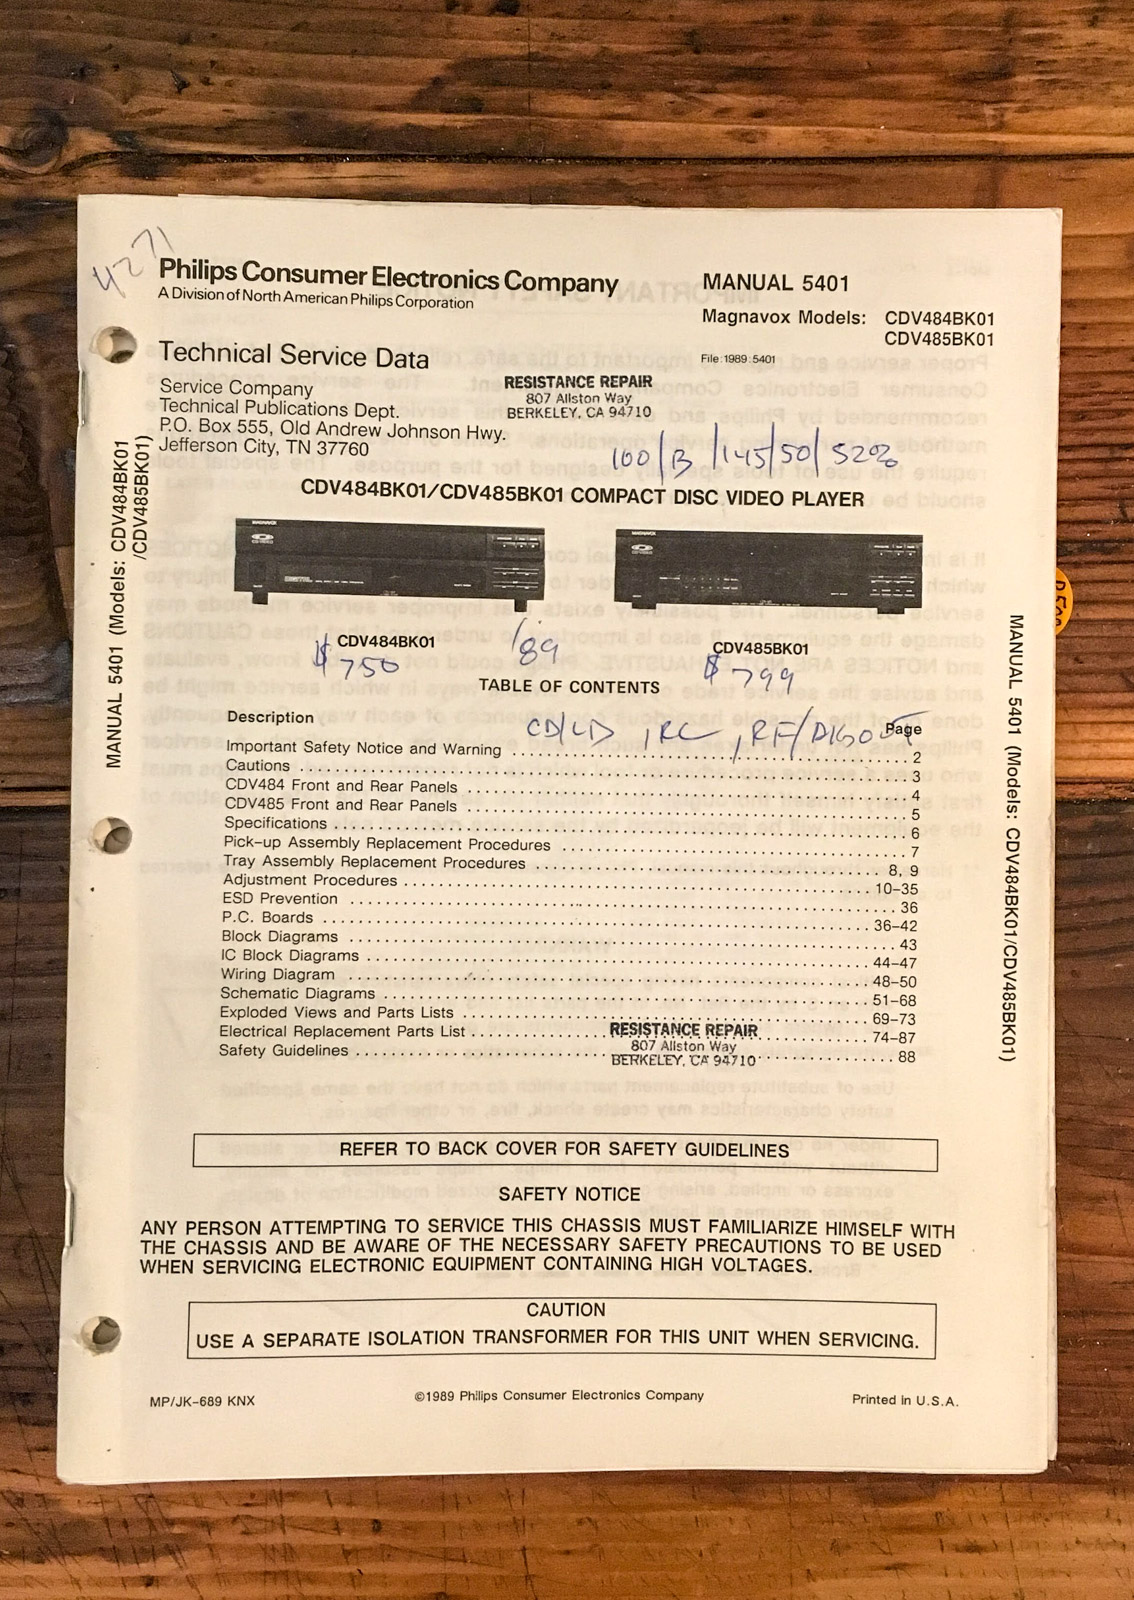 4271
Philips Consumer Electronics Company
A Division of North American Philips Corporation
MANUAL 5401
Magnavox Models: CDV484BK01
CDV485BK01
File: 1989: 5401
Technical Service Data
Service Company
Technical Publications Dept.
P.O. Box 555, Old Andrew Johnson Hwy.
Jefferson City, TN 37760
RESISTANCE REPAIR
807 Allston Way
BERKELEY, CA 94710
100/B/145/50/52%
CDV484BK01/CDV485BK01 COMPACT DISC VIDEO PLAYER
MAGNAVOX
MAGNAVOX
CDV484BK01
$750
'89
CDV485BK01
$799
TABLE OF CONTENTS
CD/LD, RC, RF/
Description Page
Important Safety Notice and Warning 2
Cautions 3
CDV484 Front and Rear Panels 4
CDV485 Front and Rear Panels 5
Specifications 6
Pick-up Assembly Replacement Procedures 7
Tray Assembly Replacement Procedures 8, 9
Adjustment Procedures 10-35
ESD Prevention 36
P.C. Boards 36-42
Block Diagrams 43
IC Block Diagrams 44-47
Wiring Diagram 48-50
Schematic Diagrams 51-68
Exploded Views and Parts Lists 69-73
Electrical Replacement Parts List 74-87
Safety Guidelines 88
RESISTANCE REPAIR
807 Allston Way
BERKELEY, CA 94710
REFER TO BACK COVER FOR SAFETY GUIDELINES
SAFETY NOTICE
ANY PERSON ATTEMPTING TO SERVICE THIS CHASSIS MUST FAMILIARIZE HIMSELF WITH
THE CHASSIS AND BE AWARE OF THE NECESSARY SAFETY PRECAUTIONS TO BE USED
WHEN SERVICING ELECTRONIC EQUIPMENT CONTAINING HIGH VOLTAGES.
CAUTION
USE A SEPARATE ISOLATION TRANSFORMER FOR THIS UNIT WHEN SERVICING.
MP/JK-689 KNX
©1989 Philips Consumer Electronics Company
Printed in U.S.A.
MANUAL 5401 (Models: CDV484BK01
/CDV485BK01)
MANUAL 5401 (Models: CDV484BK01/CDV485BK01)